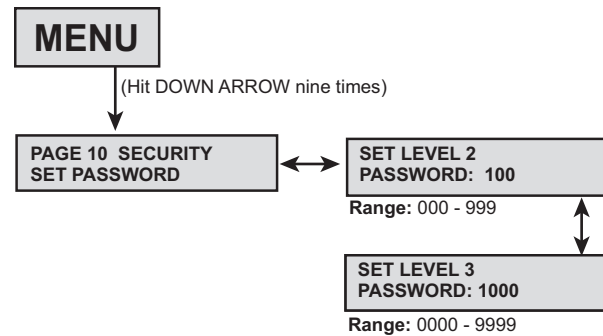 MENU
(Hit DOWN ARROW nine times)
PAGE 10 SECURITY
SET PASSWORD
SET LEVEL 2
PASSWORD: 100
Range: 000 - 999
SET LEVEL 3
PASSWORD: 1000
Range: 0000 - 9999